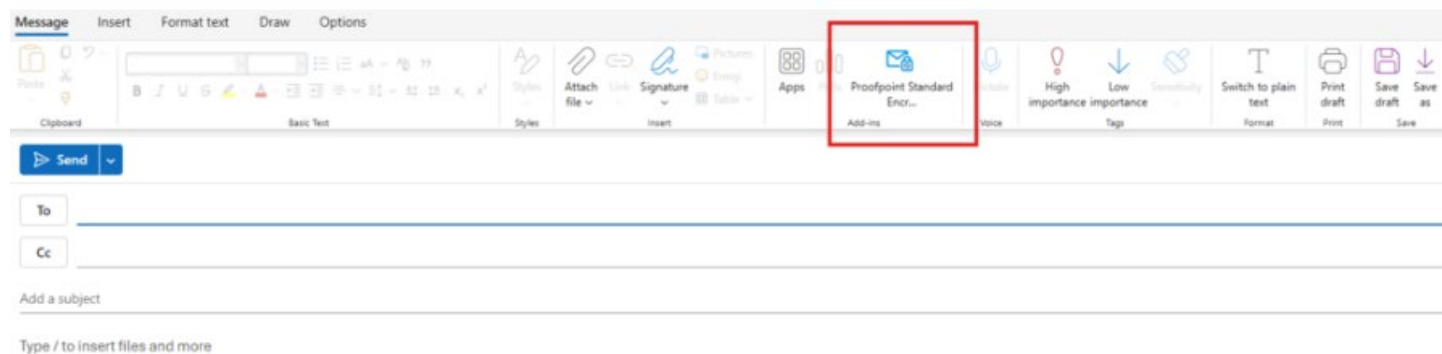 Message Insert Format text Draw Options
Paste
B I U
Styles
Attach file
Link
Signature
Pictures
Emoji
Table
Apps
Proofpoint Standard Encr...
Dictate
High importance
Low importance
Sensitivity
Switch to plain text
Print draft
Save draft
Save as
Clipboard Basic Text Styles Insert Add-ins Voice Tags Format Print Save
Send
To
Cc
Add a subject
Type / to insert files and more